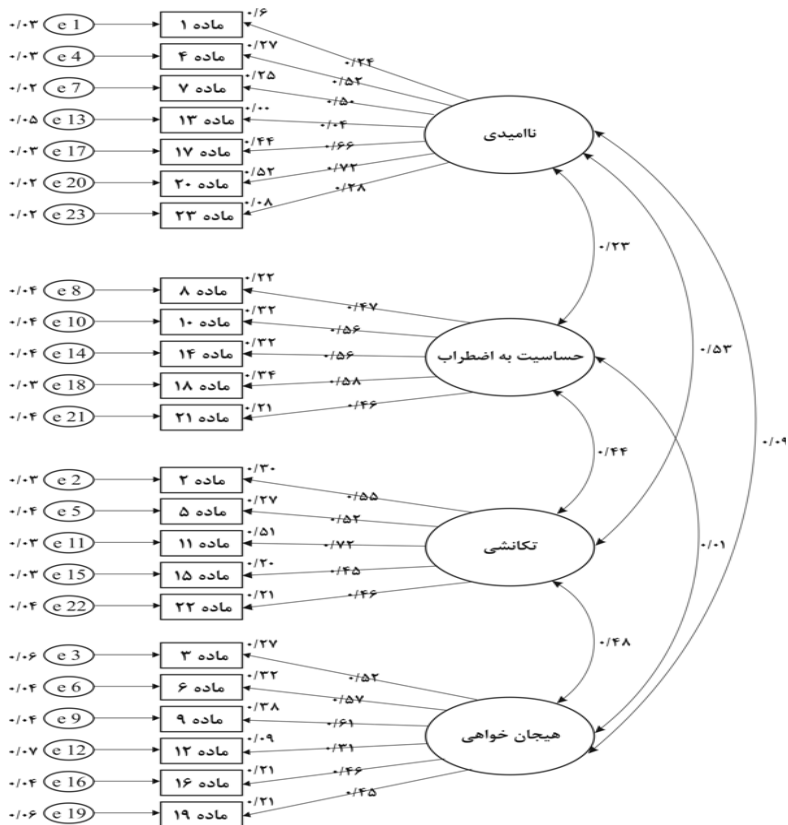 ۰/۰۳ e 1 ماده ۱ ۰/۶ ۰/۲۴
۰/۰۳ e 4 ماده ۴ ۰/۲۷ ۰/۵۲
۰/۰۲ e 7 ماده ۷ ۰/۲۵ ۰/۵۰
۰/۰۵ e 13 ماده ۱۳ ۰/۰۰ ۰/۰۴
ناامیدی
۰/۰۳ e 17 ماده ۱۷ ۰/۴۴ ۰/۶۶
۰/۰۲ e 20 ماده ۲۰ ۰/۵۲ ۰/۷۲
۰/۰۲ e 23 ماده ۲۳ ۰/۰۸ ۰/۲۸
۰/۲۳
۰/۰۴ e 8 ماده ۸ ۰/۲۲ ۰/۴۷
۰/۰۴ e 10 ماده ۱۰ ۰/۳۲ ۰/۵۶
۰/۰۴ e 14 ماده ۱۴ ۰/۳۲ ۰/۵۶
حساسیت به اضطراب
۰/۵۳
۰/۰۳ e 18 ماده ۱۸ ۰/۳۴ ۰/۵۸
۰/۰۴ e 21 ماده ۲۱ ۰/۲۱ ۰/۴۶
۰/۴۴
۰/۰۹
۰/۰۳ e 2 ماده ۲ ۰/۳۰ ۰/۵۵
۰/۰۴ e 5 ماده ۵ ۰/۲۷ ۰/۵۲
۰/۰۳ e 11 ماده ۱۱ ۰/۵۱ ۰/۷۲
تکانشی
۰/۰۱
۰/۰۳ e 15 ماده ۱۵ ۰/۲۰ ۰/۴۵
۰/۰۴ e 22 ماده ۲۲ ۰/۲۱ ۰/۴۶
۰/۴۸
۰/۰۶ e 3 ماده ۳ ۰/۲۷ ۰/۵۲
۰/۰۴ e 6 ماده ۶ ۰/۳۲ ۰/۵۷
۰/۰۴ e 9 ماده ۹ ۰/۳۸ ۰/۶۱
هیجان خواهی
۰/۰۷ e 12 ماده ۱۲ ۰/۰۹ ۰/۳۱
۰/۰۴ e 16 ماده ۱۶ ۰/۲۱ ۰/۴۶
۰/۰۶ e 19 ماده ۱۹ ۰/۲۱ ۰/۴۵